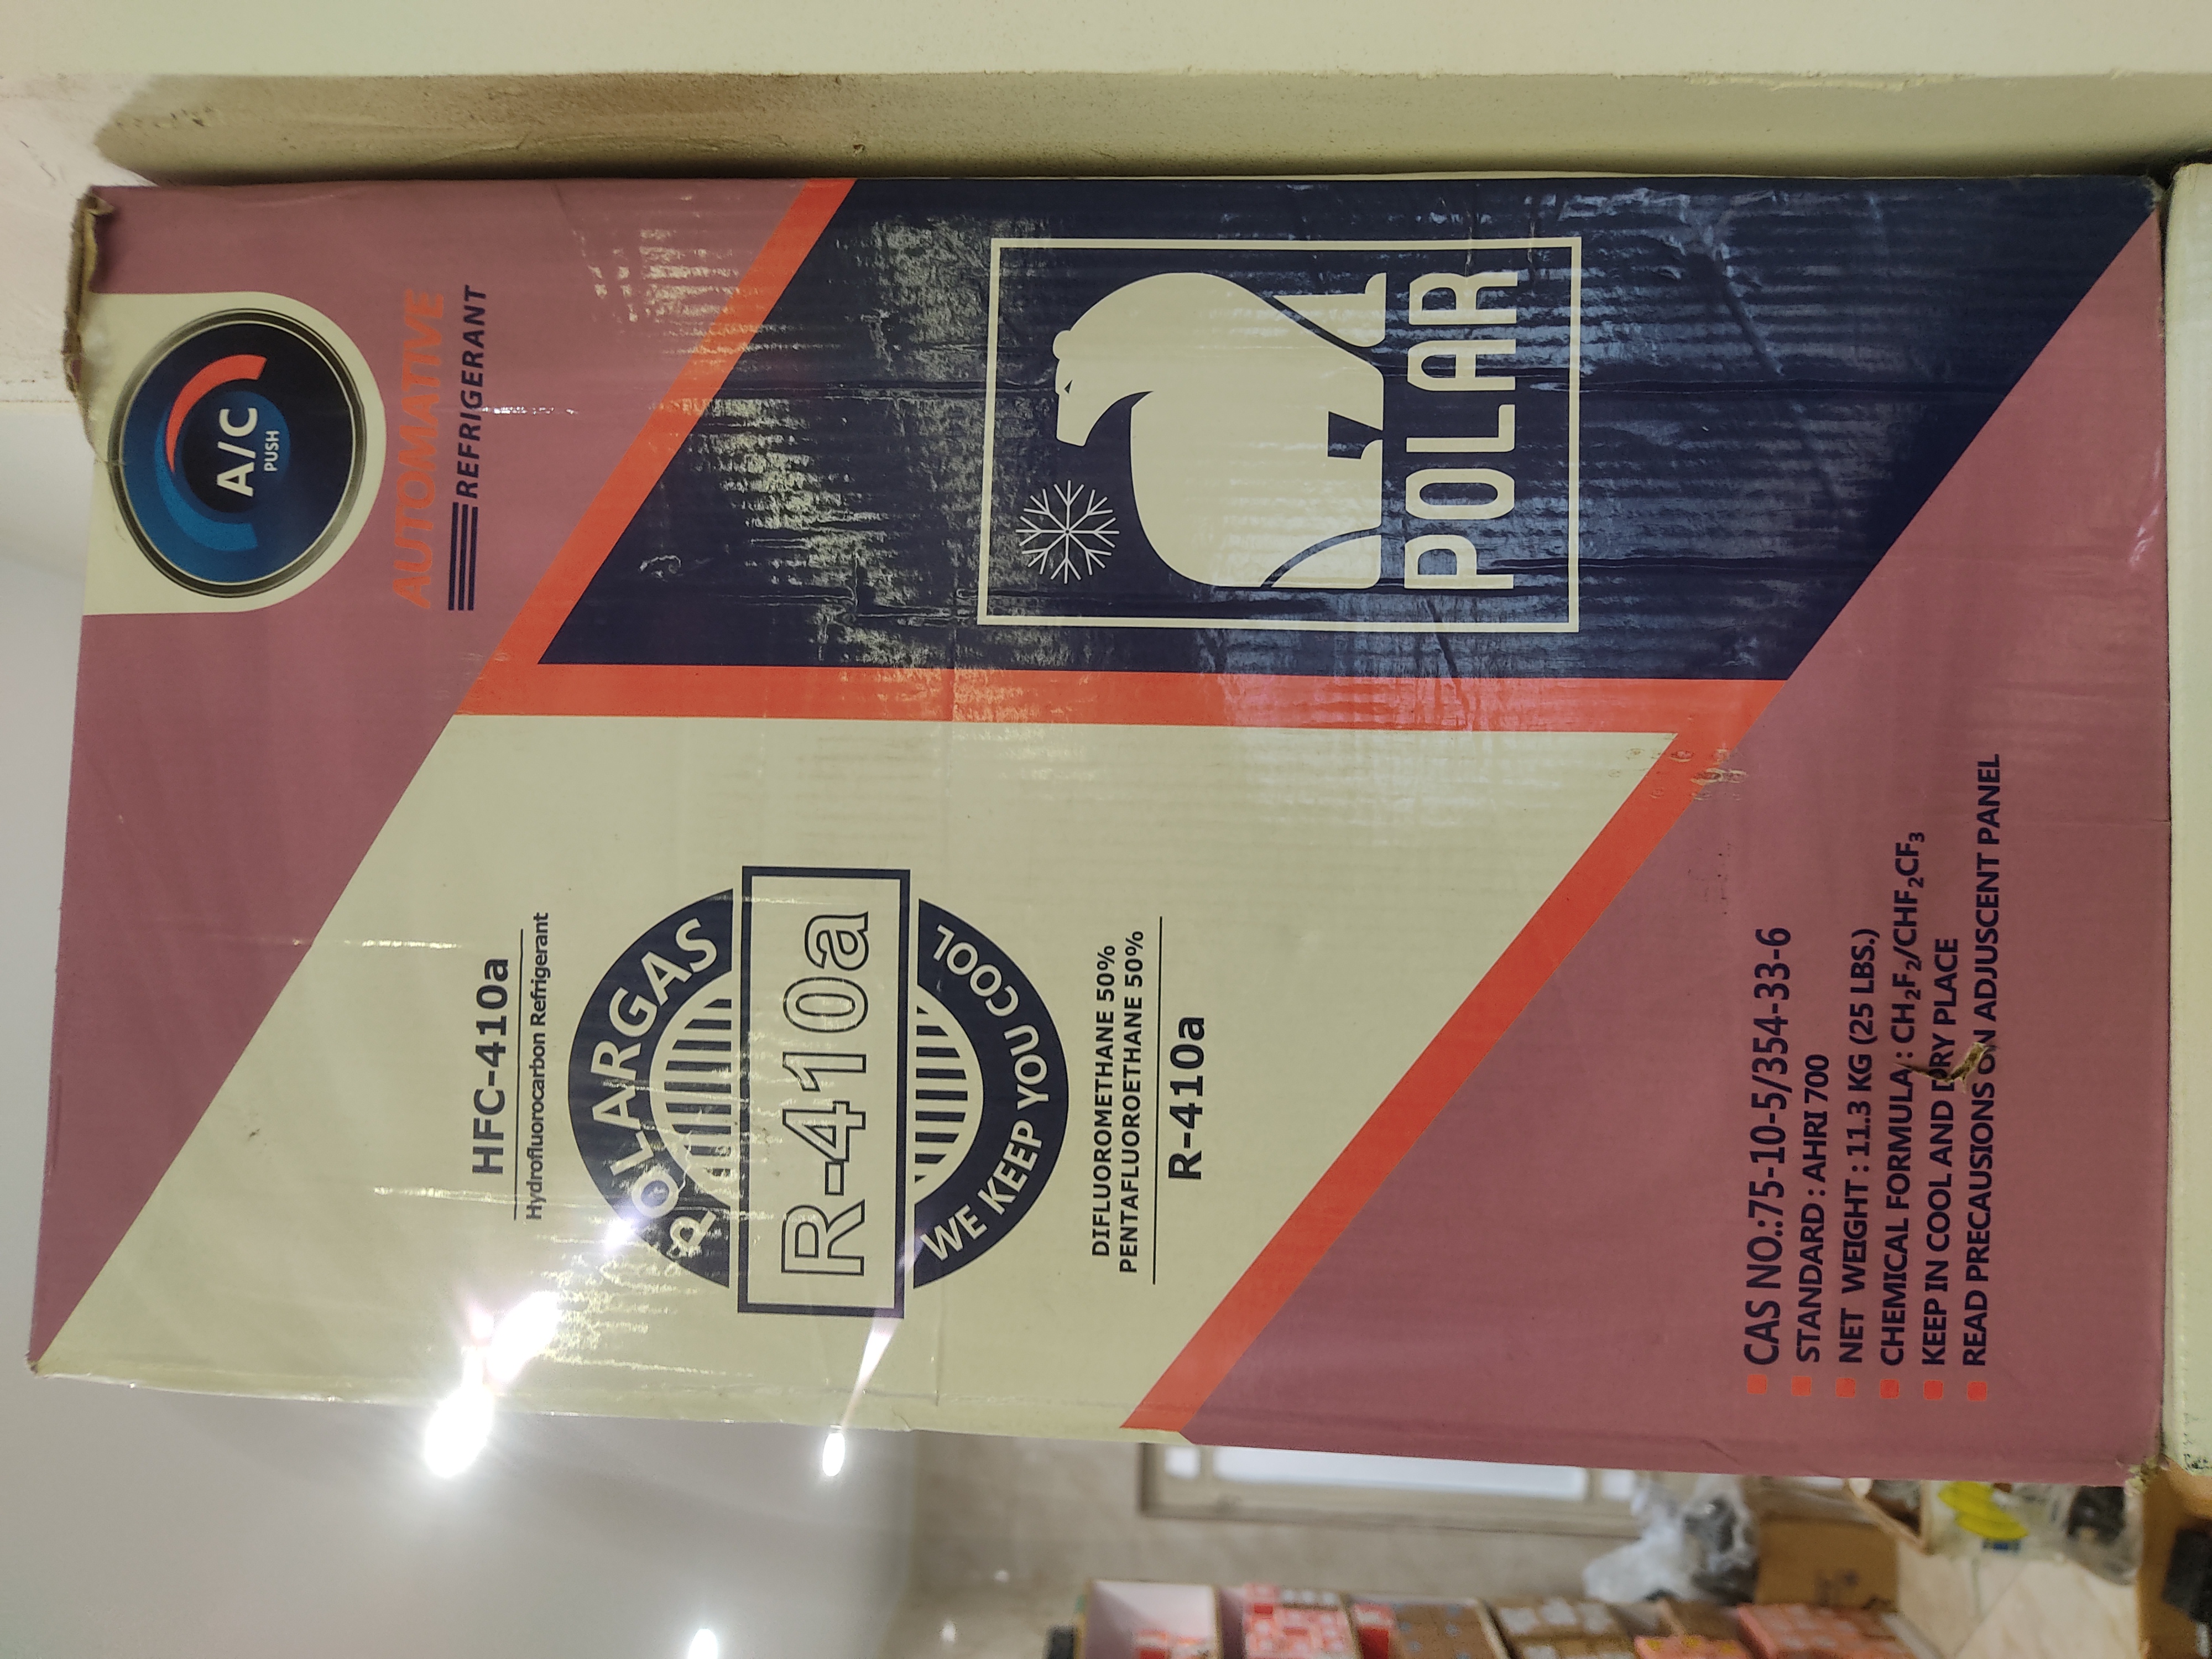 A/C
PUSH
AUTOMATIVE
REFRIGERANT
HFC-410a
Hydrofluorocarbon Refrigerant
POLARGAS
R-410a
WE KEEP YOU COOL
DIFLUOROMETHANE 50%
PENTAFLUOROETHANE 50%
R-410a
POLAR
CAS NO.:75-10-5/354-33-6
STANDARD : AHRI 700
NET WEIGHT : 11.3 KG (25 LBS.)
CHEMICAL FORMULA : CH₂F₂/CHF₂CF₃
KEEP IN COOL AND DRY PLACE
READ PRECAUSIONS ON ADJUSCENT PANEL